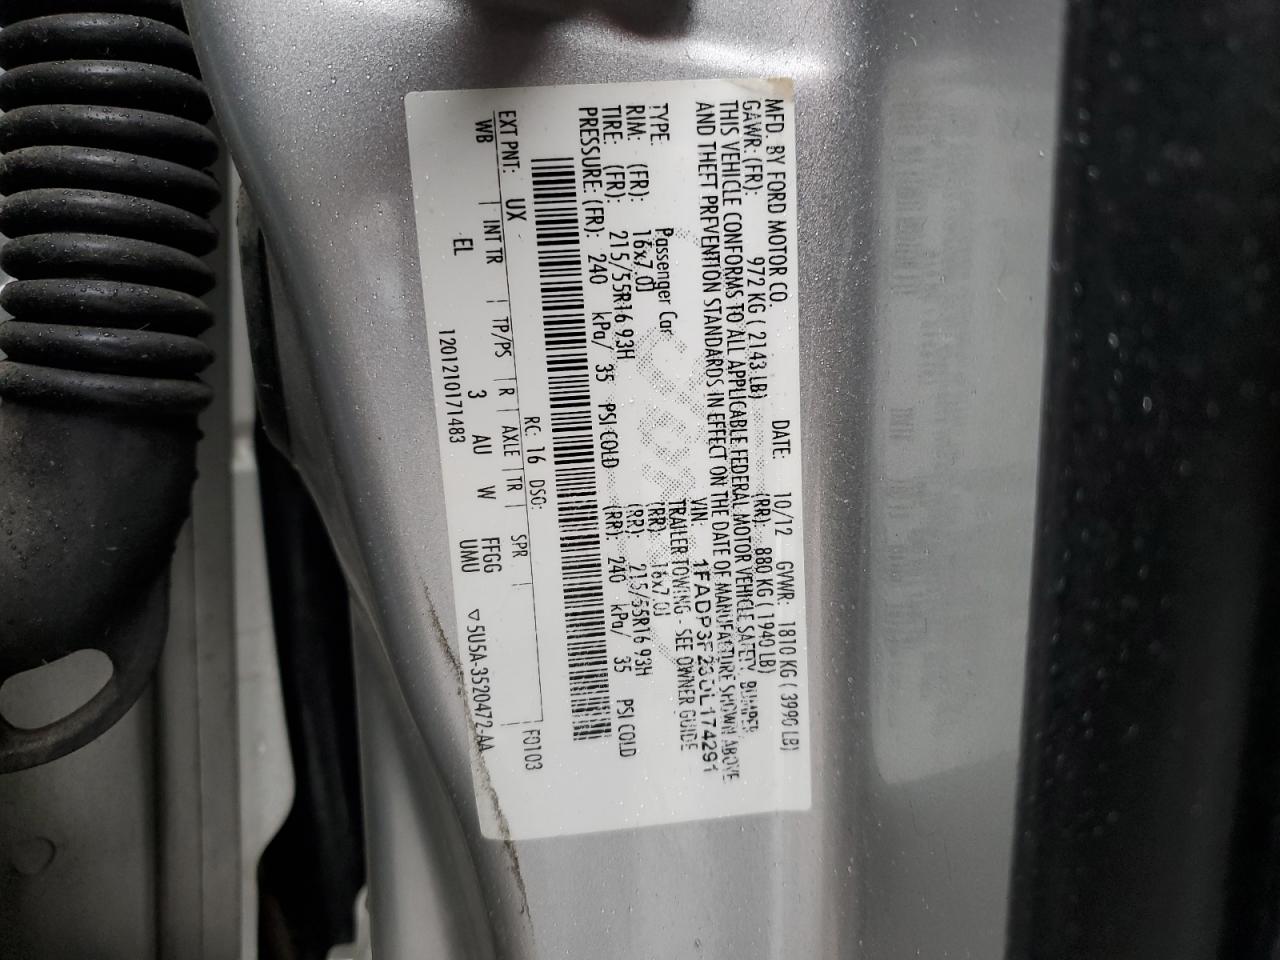 MFD. BY FORD MOTOR CO. DATE: 10/12 GVWR: 1810 KG ( 3990 LB)
GAWR: (FR): 972 KG ( 2143 LB) (RR): 880 KG ( 1940 LB)
THIS VEHICLE CONFORMS TO ALL APPLICABLE FEDERAL MOTOR VEHICLE SAFETY, BUMPER,
AND THEFT PREVENTION STANDARDS IN EFFECT ON THE DATE OF MANUFACTURE SHOWN ABOVE.
VIN:
TYPE: Passenger Car TRAILER TOWING - SEE OWNER GUIDE
RIM: (FR): 16x7.0J (RR): 16x7.0J
TIRE: (FR): 215/55R16 93H (RR): 215/55R16 93H
PRESSURE: (FR): 240 kPa/ 35 PSI COLD (RR): 240 kPa/ 35 PSI COLD
RC: 16 DSO: F0103
EXT PNT: UX
WB INT TR TP/PS R AXLE TR SPR
EL 3 AU W FFGG
1201210171483 UMU ▽5U5A-3520472-AA